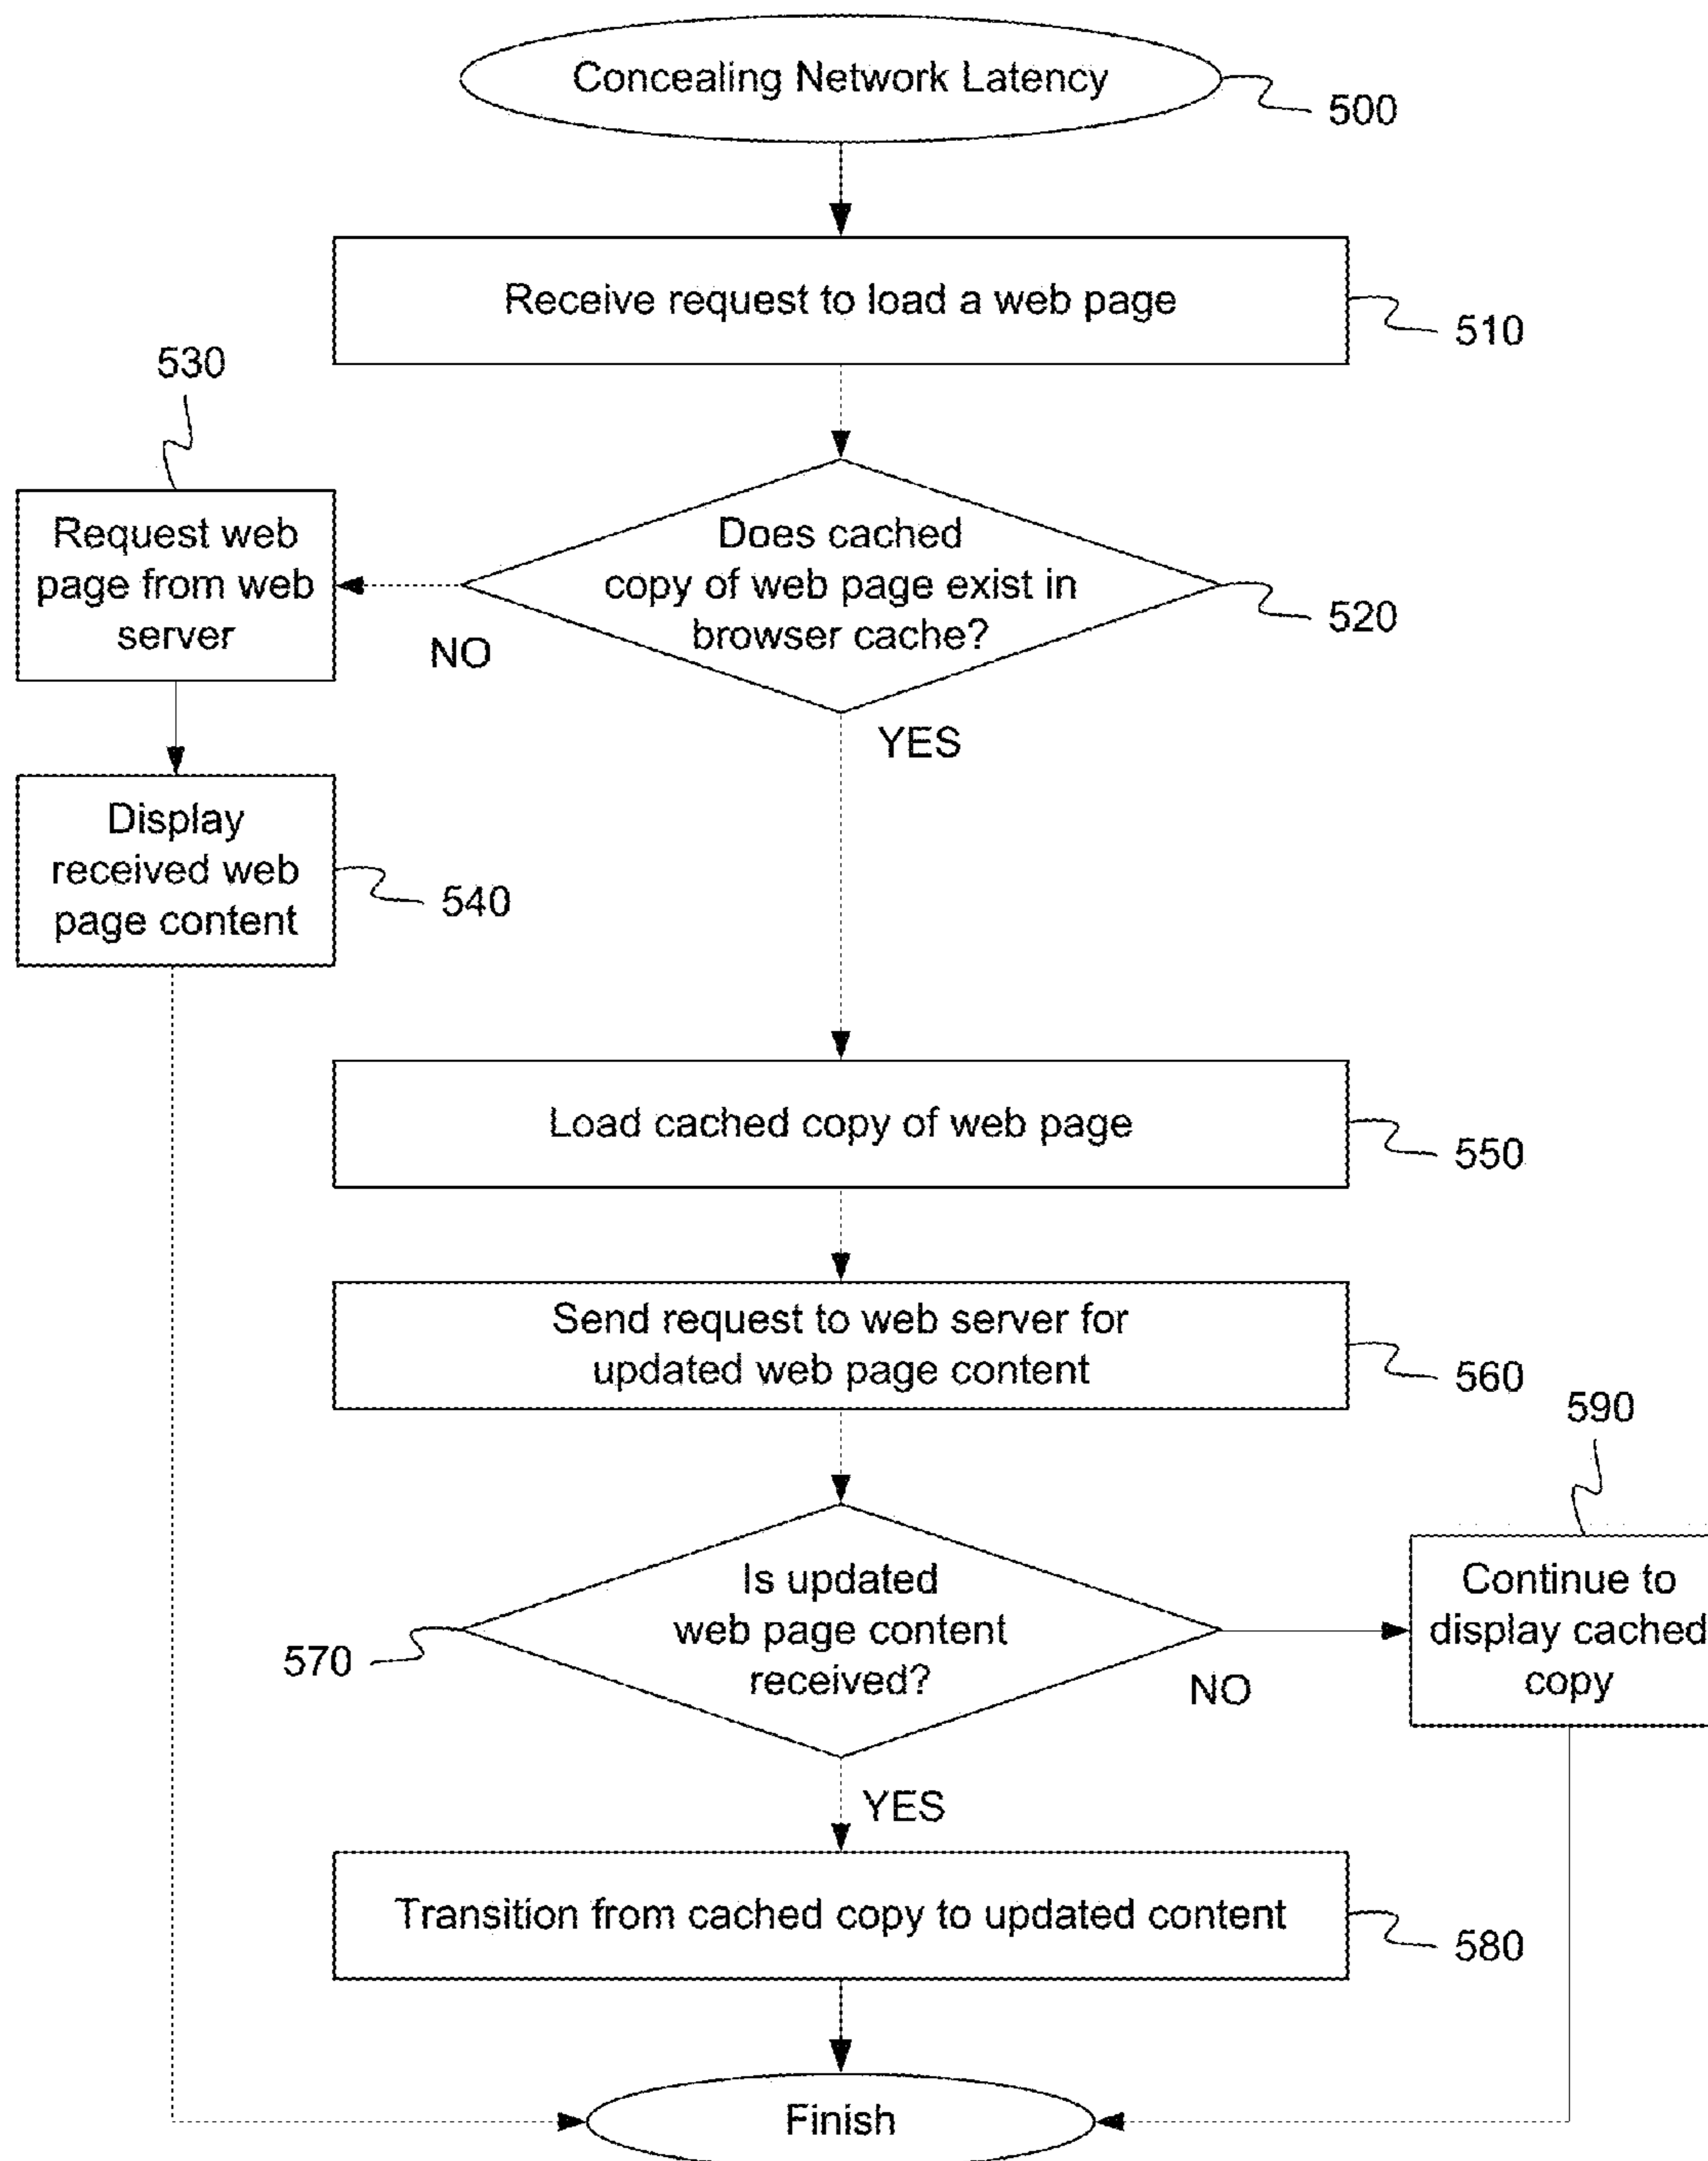 Concealing Network Latency
500
Receive request to load a web page
510
530
Request web
page from web
server
Does cached
copy of web page exist in
browser cache?
520
NO
YES
Display
received web
page content
540
Load cached copy of web page
550
Send request to web server for
updated web page content
560
590
Is updated
web page content
received?
570
NO
Continue to
display cached
copy
YES
Transition from cached copy to updated content
580
Finish